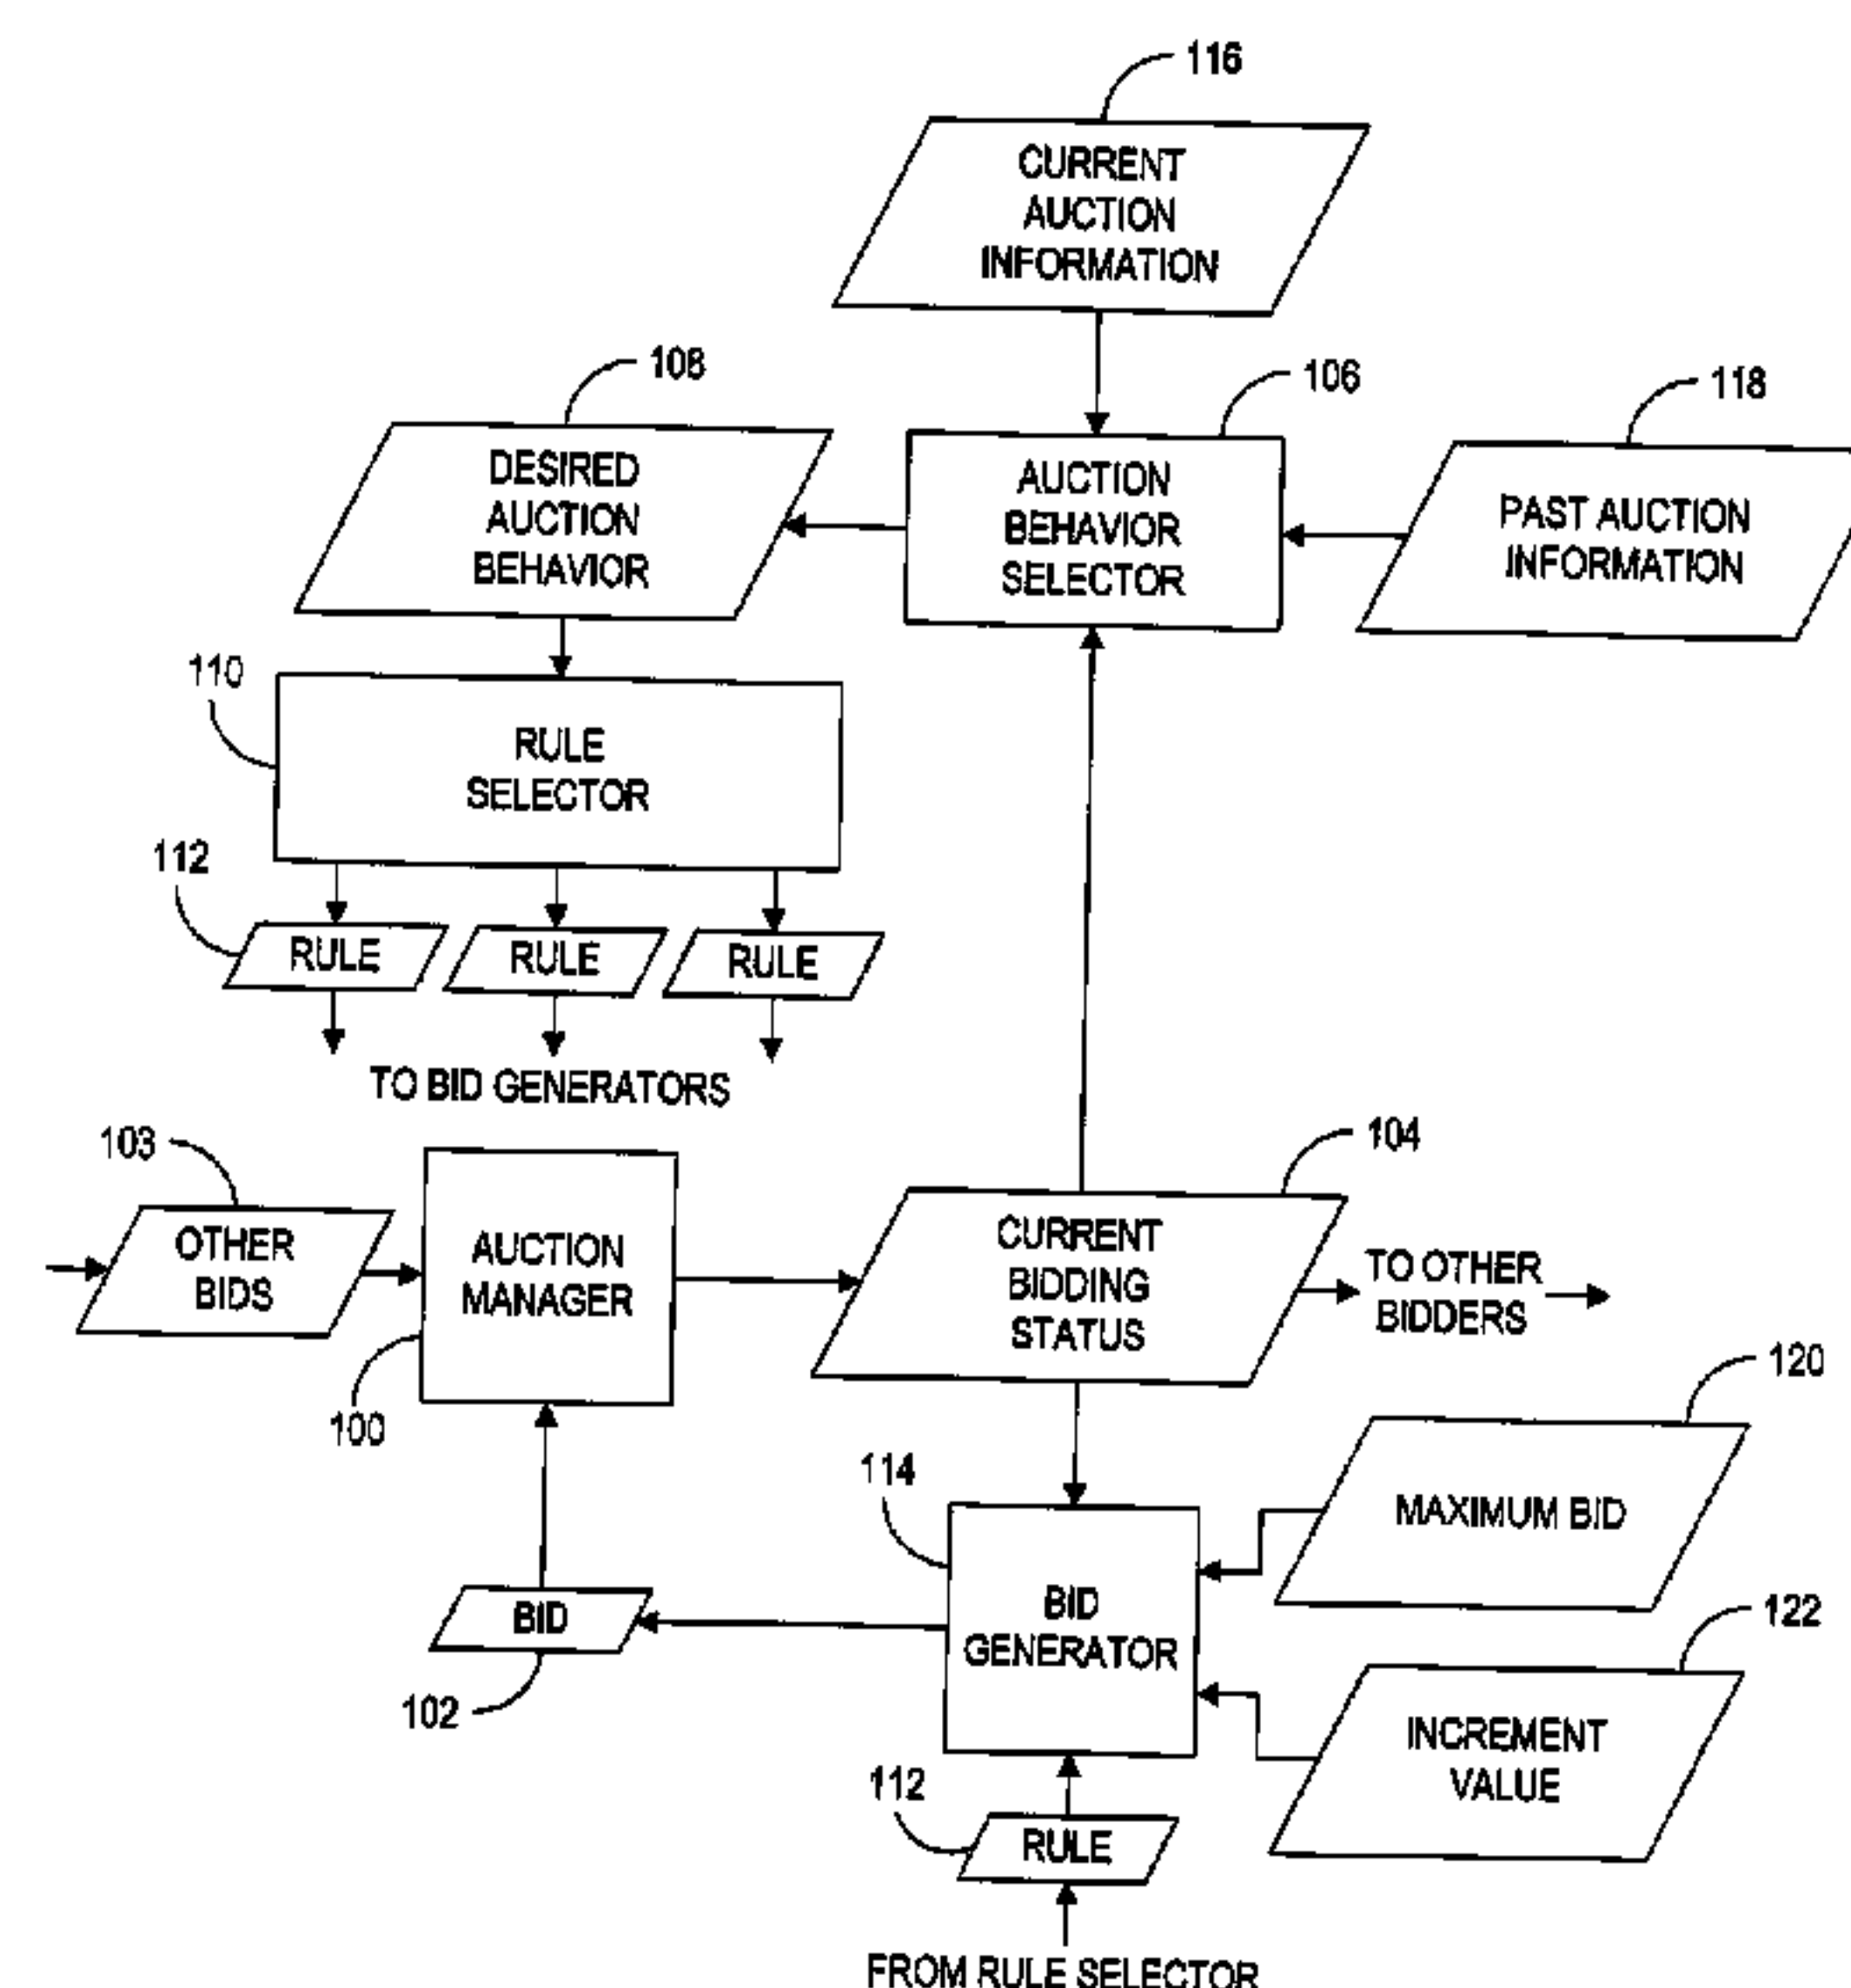 116
CURRENT
AUCTION
INFORMATION
108
106
118
DESIRED
AUCTION
BEHAVIOR
AUCTION
BEHAVIOR
SELECTOR
PAST AUCTION
INFORMATION
110
RULE
SELECTOR
112
RULE
RULE
RULE
TO BID GENERATORS
103
104
OTHER
BIDS
AUCTION
MANAGER
CURRENT
BIDDING
STATUS
TO OTHER
BIDDERS
100
120
114
MAXIMUM BID
BID
BID
GENERATOR
122
102
INCREMENT
VALUE
112
RULE
FROM RULE SELECTOR